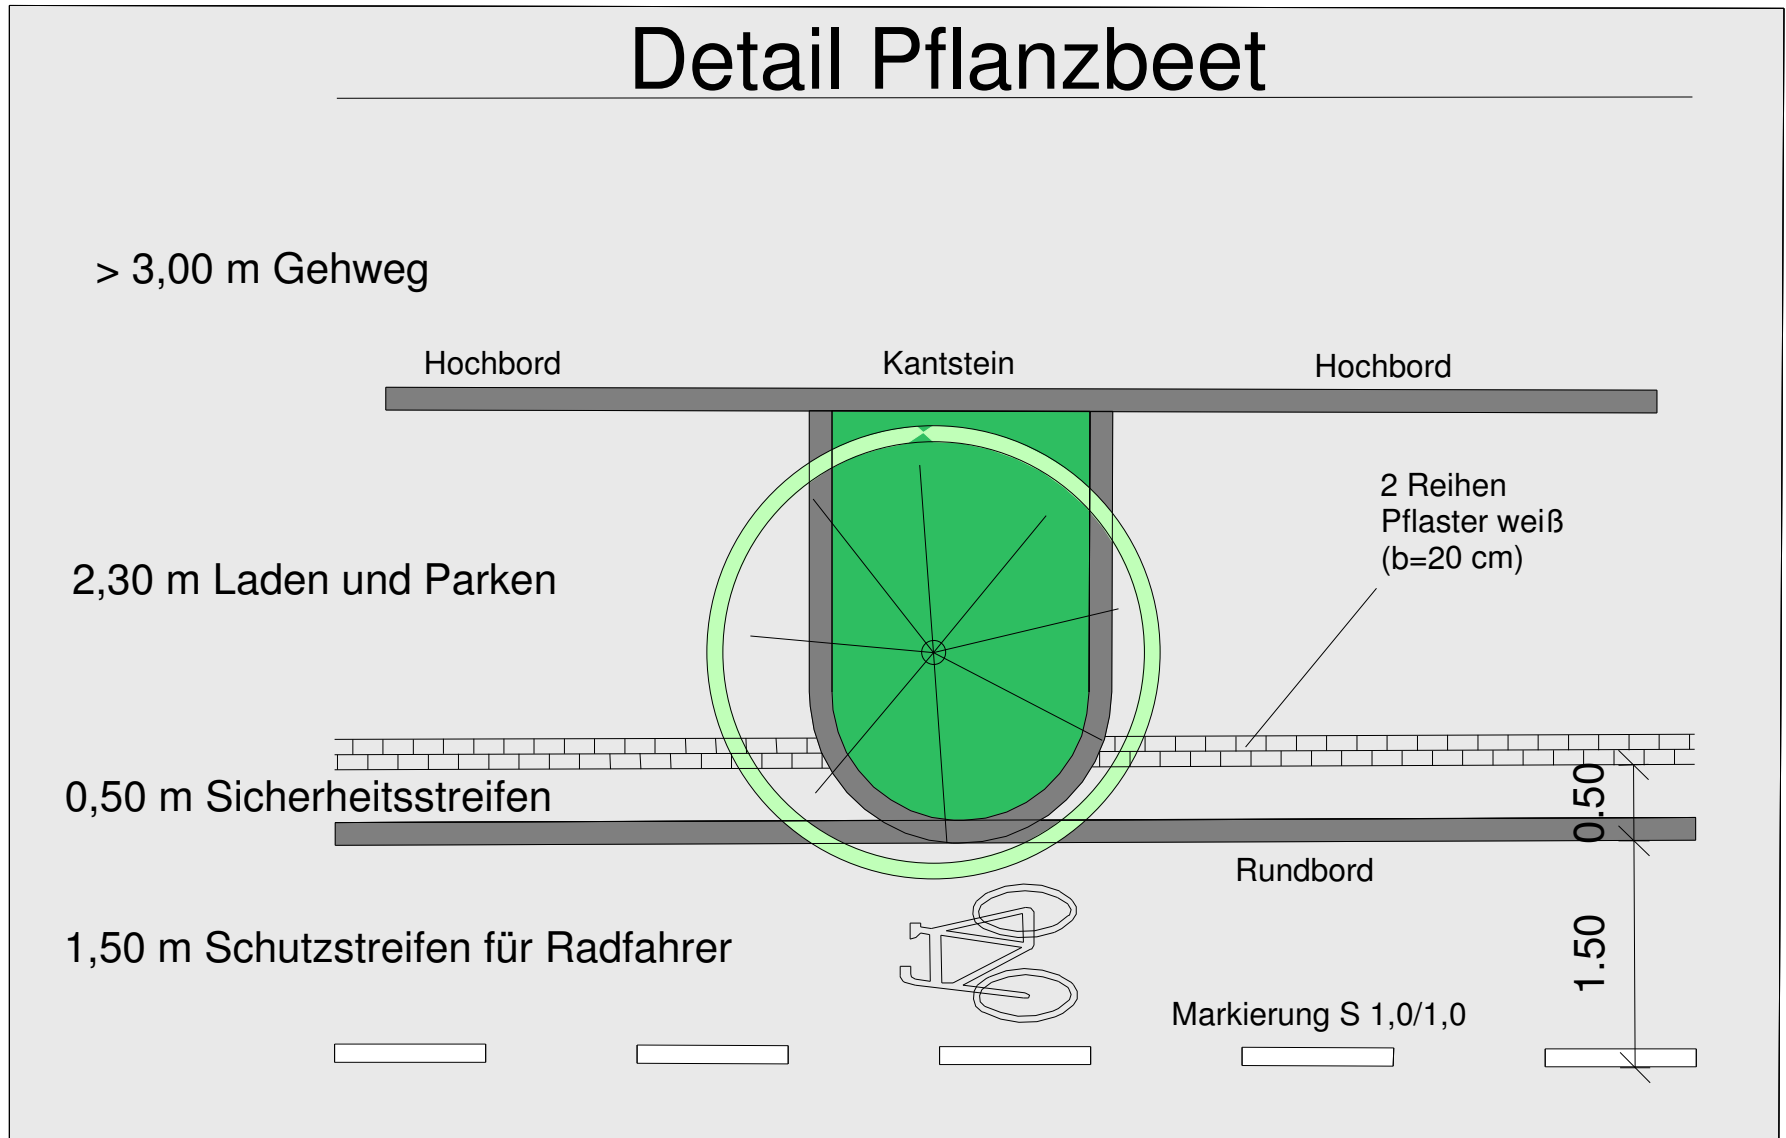 Detail Pflanzbeet
> 3,00 m Gehweg
Hochbord
Kantstein
Hochbord
2 Reihen
Pflaster weiß
(b=20 cm)
2,30 m Laden und Parken
0,50 m Sicherheitsstreifen
0.50
Rundbord
1,50 m Schutzstreifen für Radfahrer
1.50
Markierung S 1,0/1,0